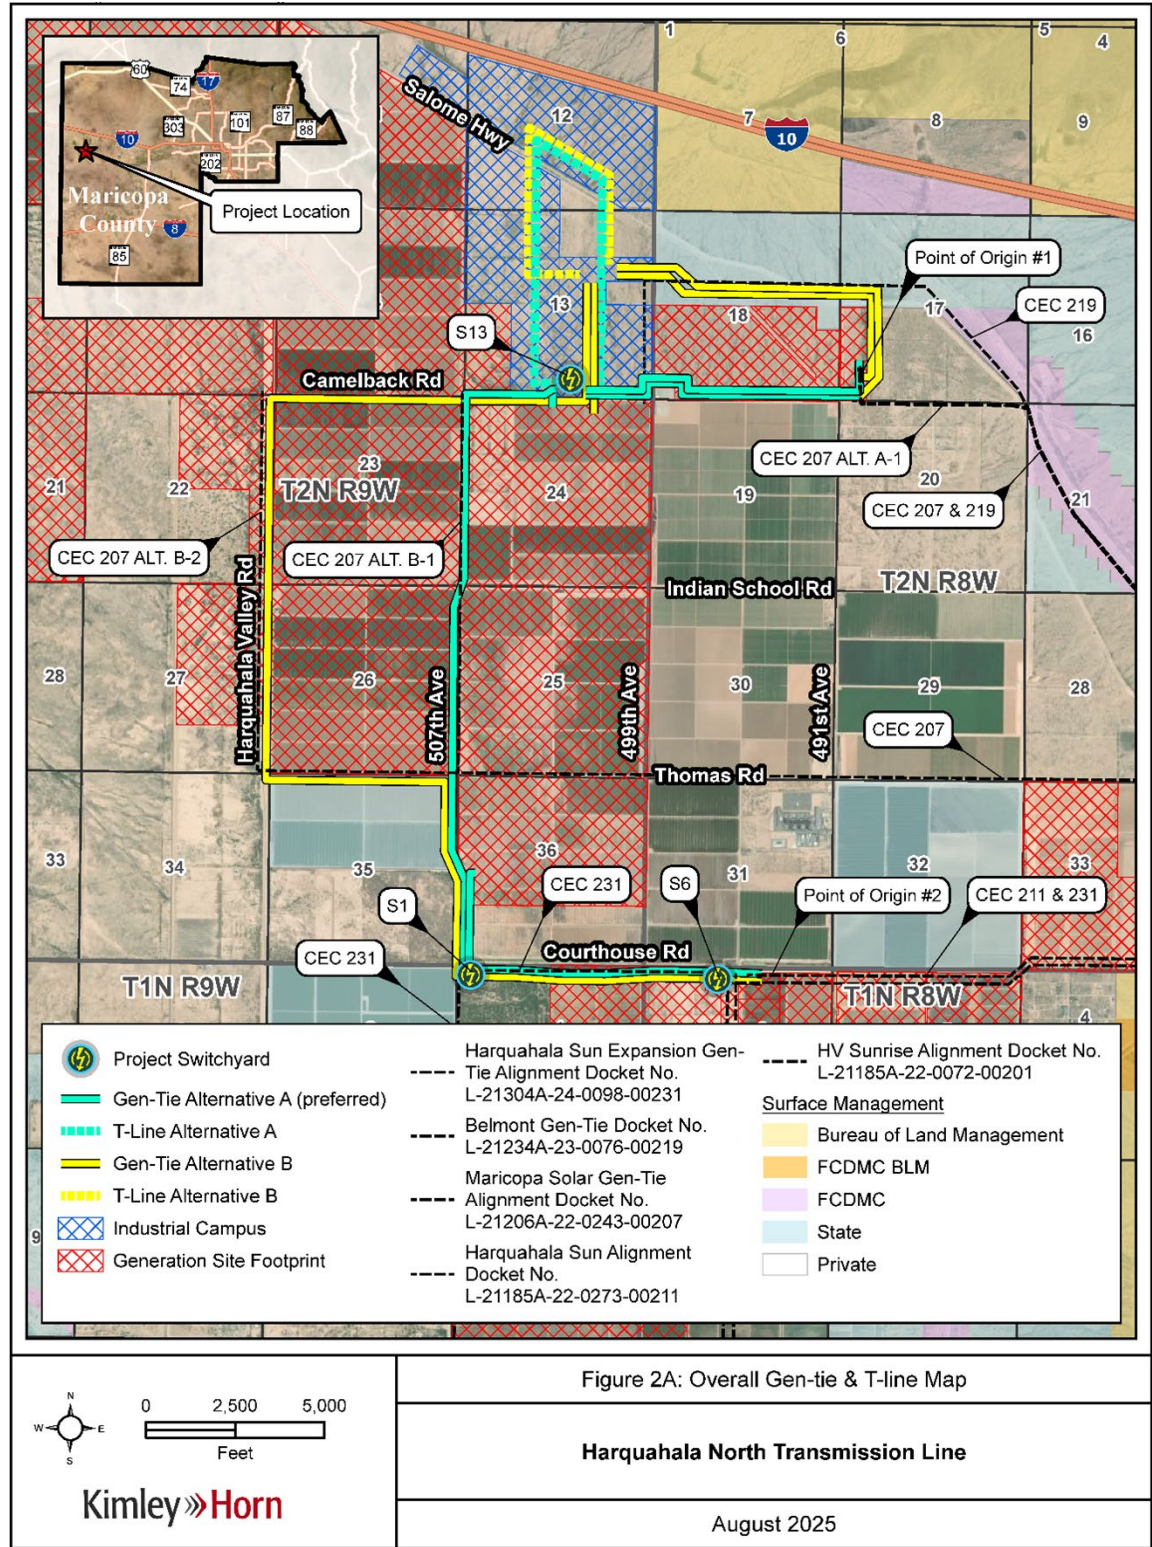 60
74
17
303
101
87
88
10
202
Maricopa
County
8
85
Project Location
1
6
5
4
Salome Hwy
12
7
10
8
9
Point of Origin #1
CEC 219
17
16
13
18
S13
Camelback Rd
CEC 207 ALT. A-1
21
22
23
T2N R9W
24
19
20
21
CEC 207 & 219
CEC 207 ALT. B-2
CEC 207 ALT. B-1
Harquahala Valley Rd
Indian School Rd
T2N R8W
28
27
26
25
30
29
28
507th Ave
499th Ave
491st Ave
CEC 207
Thomas Rd
33
34
35
36
31
32
33
CEC 231
S6
Point of Origin #2
CEC 211 & 231
S1
Courthouse Rd
CEC 231
T1N R9W
T1N R8W
4
9
Project Switchyard
Gen-Tie Alternative A (preferred)
T-Line Alternative A
Gen-Tie Alternative B
T-Line Alternative B
Industrial Campus
Generation Site Footprint
Harquahala Sun Expansion Gen-
Tie Alignment Docket No.
L-21304A-24-0098-00231
Belmont Gen-Tie Docket No.
L-21234A-23-0076-00219
Maricopa Solar Gen-Tie
Alignment Docket No.
L-21206A-22-0243-00207
Harquahala Sun Alignment
Docket No.
L-21185A-22-0273-00211
HV Sunrise Alignment Docket No.
L-21185A-22-0072-00201
Surface Management
Bureau of Land Management
FCDMC BLM
FCDMC
State
Private
N
W
E
S
0 2,500 5,000
Feet
Kimley»Horn
Figure 2A: Overall Gen-tie & T-line Map
Harquahala North Transmission Line
August 2025